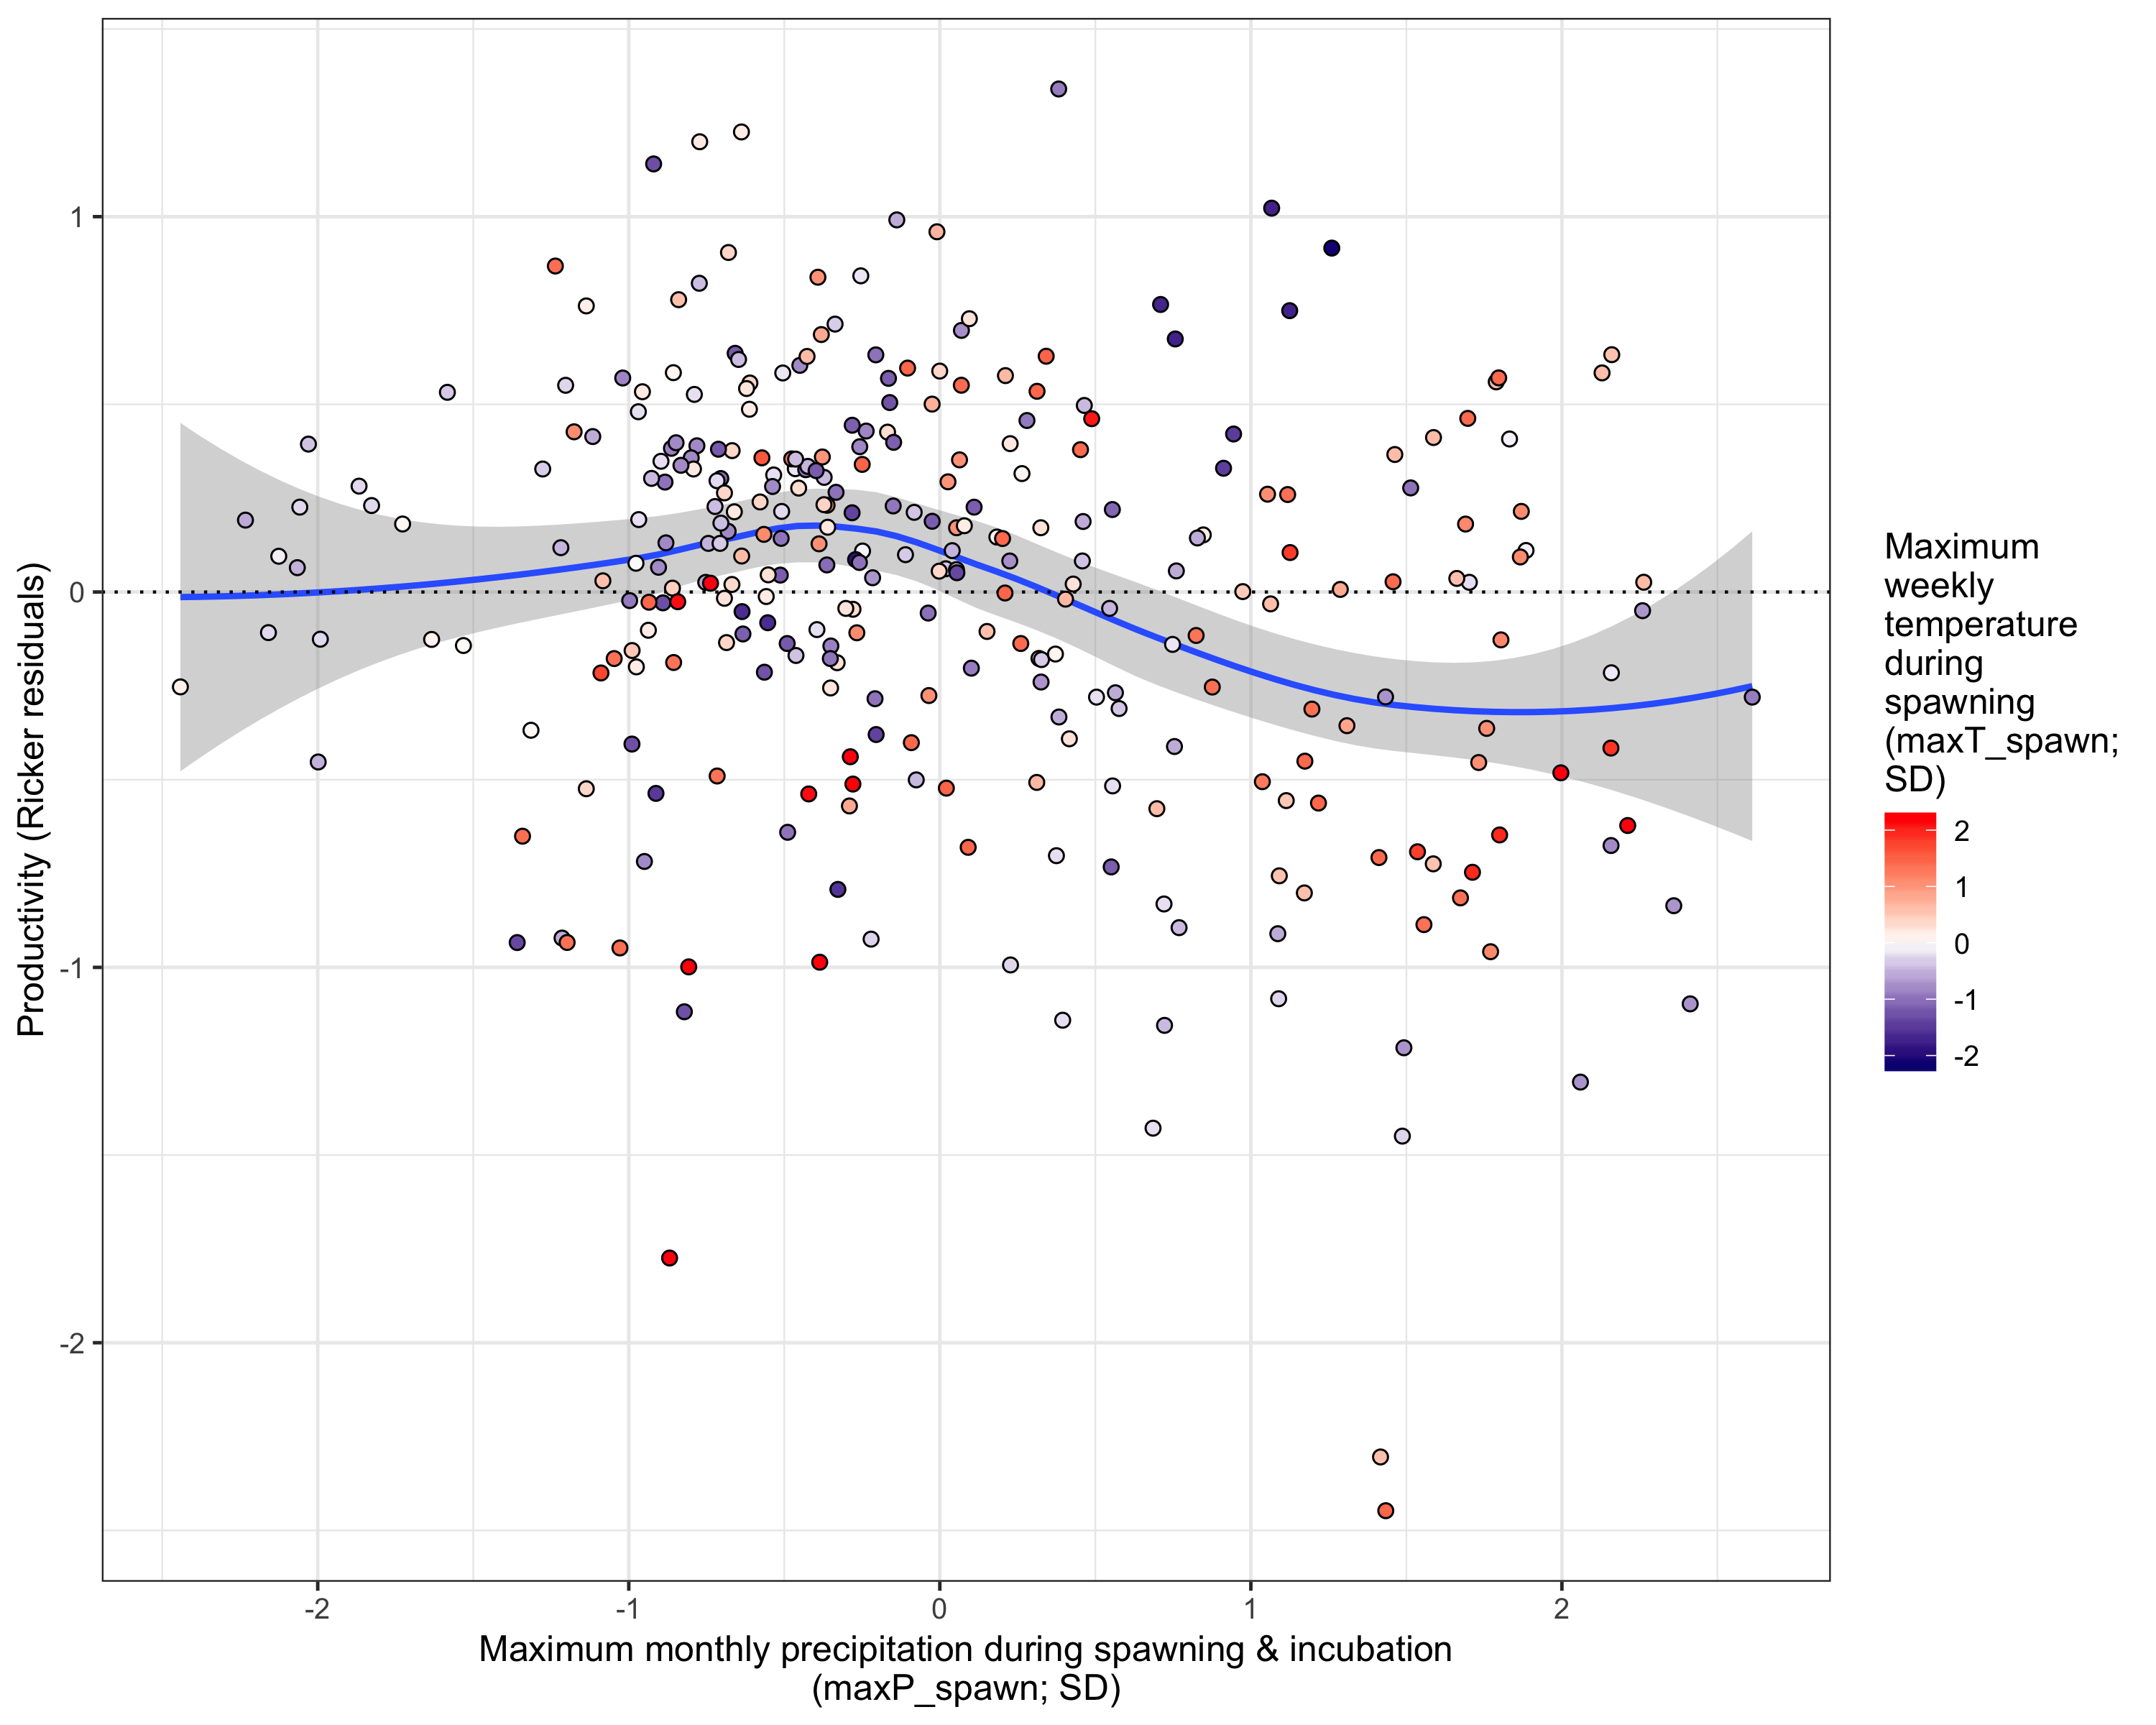 Productivity (Ricker residuals)
1
0
-1
-2
-2
-1
0
1
2
Maximum monthly precipitation during spawning & incubation
(maxP_spawn; SD)
Maximum
weekly
temperature
during
spawning
(maxT_spawn;
SD)
2
1
0
-1
-2